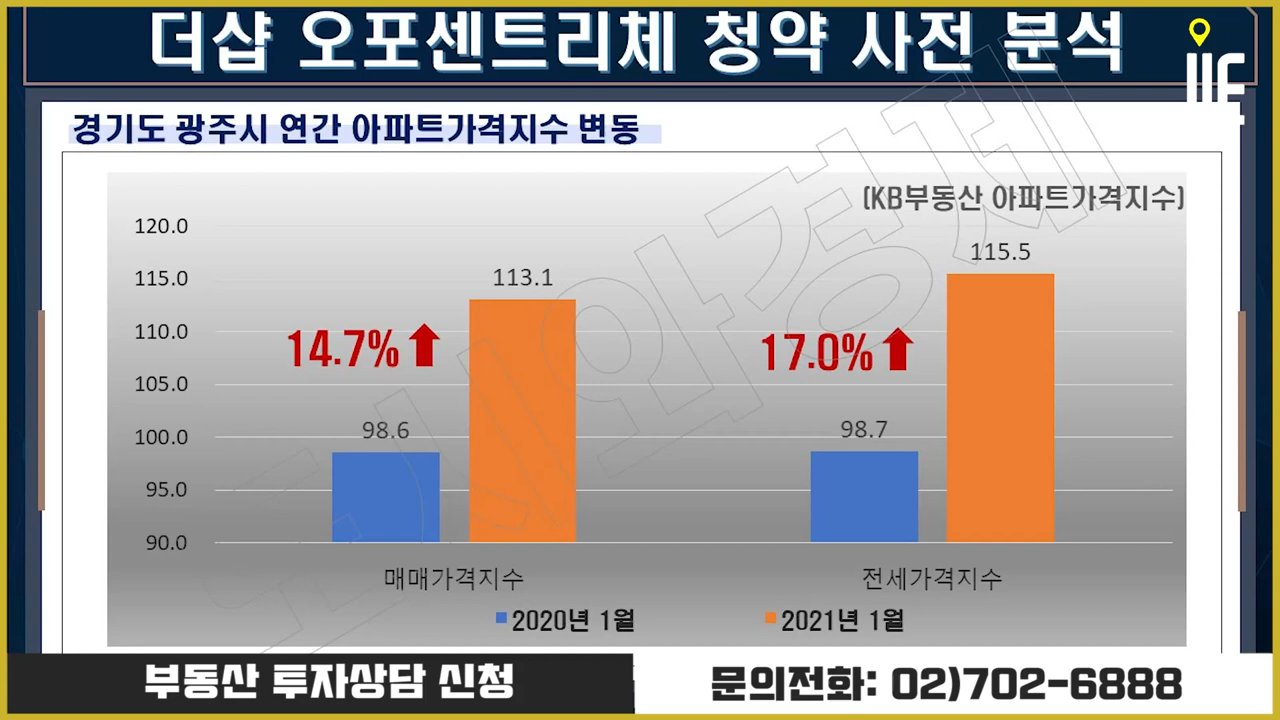 더샵 오포센트리체 청약 사전 분석
경기도 광주시 연간 아파트가격지수 변동
(KB부동산 아파트가격지수)
120.0
115.0
110.0
105.0
100.0
95.0
90.0
98.6
14.7%
113.1
98.7
17.0%
115.5
매매가격지수
전세가격지수
2020년 1월
2021년 1월
부동산 투자상담 신청
문의전화: 02)702-6888